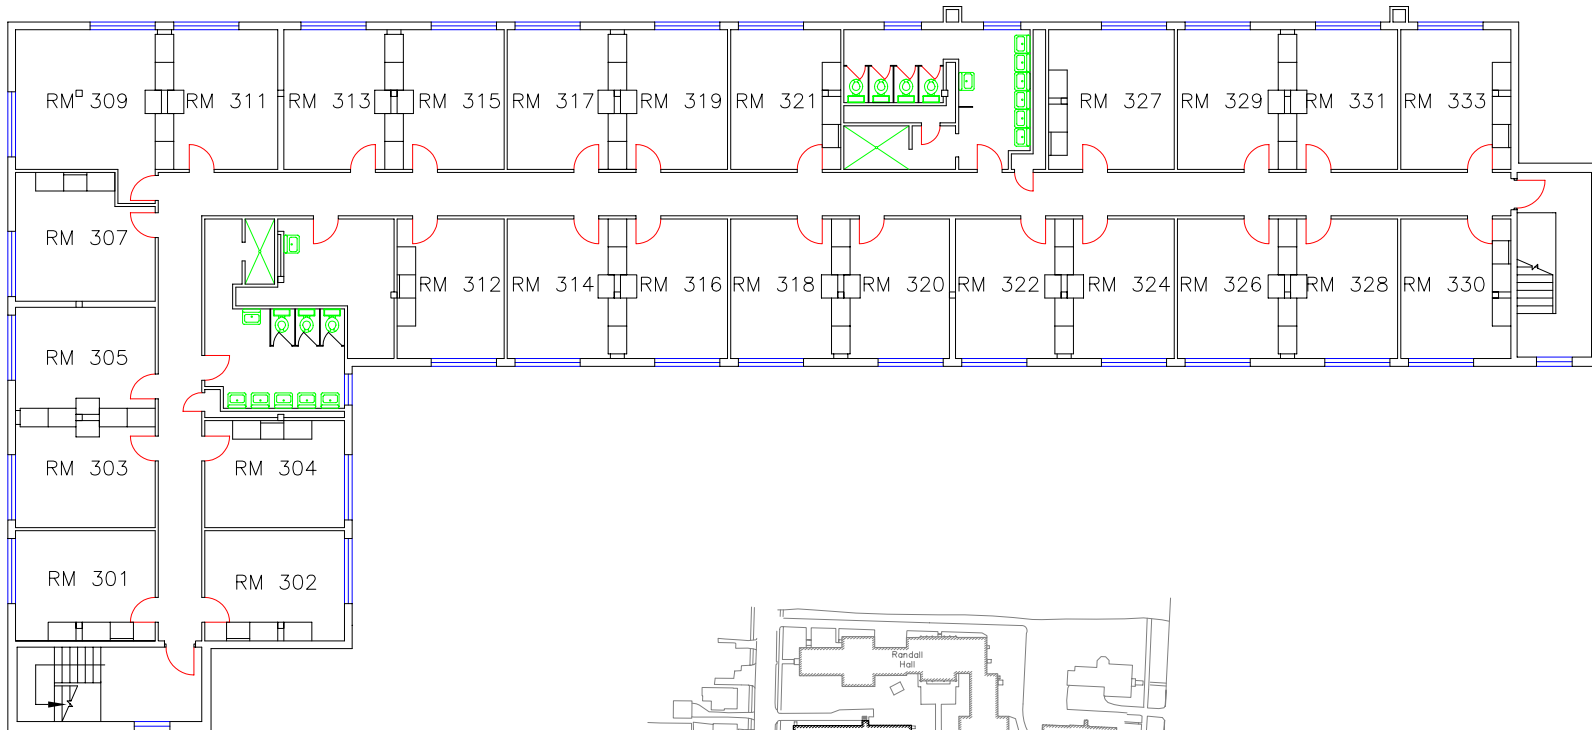 RM 309
RM 311
RM 313
RM 315
RM 317
RM 319
RM 321
RM 327
RM 329
RM 331
RM 333
RM 307
RM 312
RM 314
RM 316
RM 318
RM 320
RM 322
RM 324
RM 326
RM 328
RM 330
RM 305
RM 303
RM 304
RM 301
RM 302
Randall
Hall